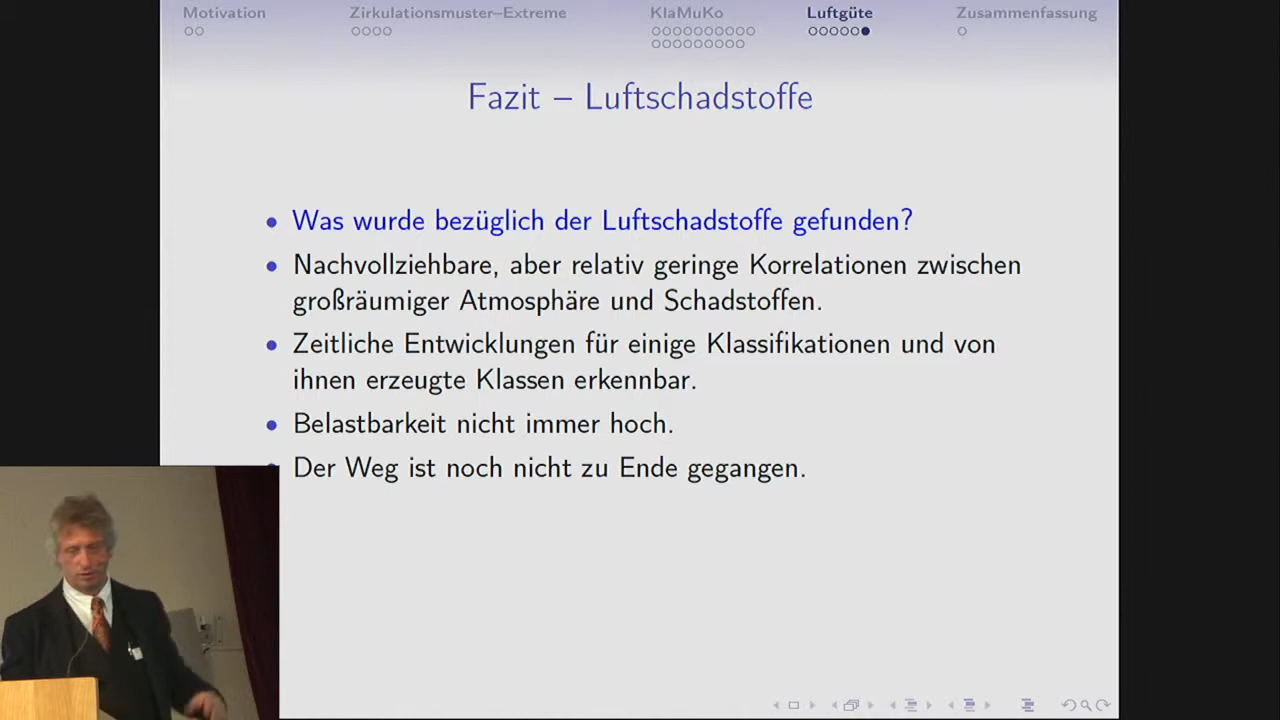 Motivation
Zirkulationsmuster–Extreme
KlaMuKo
Luftgüte
Zusammenfassung
Fazit – Luftschadstoffe
Was wurde bezüglich der Luftschadstoffe gefunden?
Nachvollziehbare, aber relativ geringe Korrelationen zwischen
großräumiger Atmosphäre und Schadstoffen.
Zeitliche Entwicklungen für einige Klassifikationen und von
ihnen erzeugte Klassen erkennbar.
Belastbarkeit nicht immer hoch.
Der Weg ist noch nicht zu Ende gegangen.